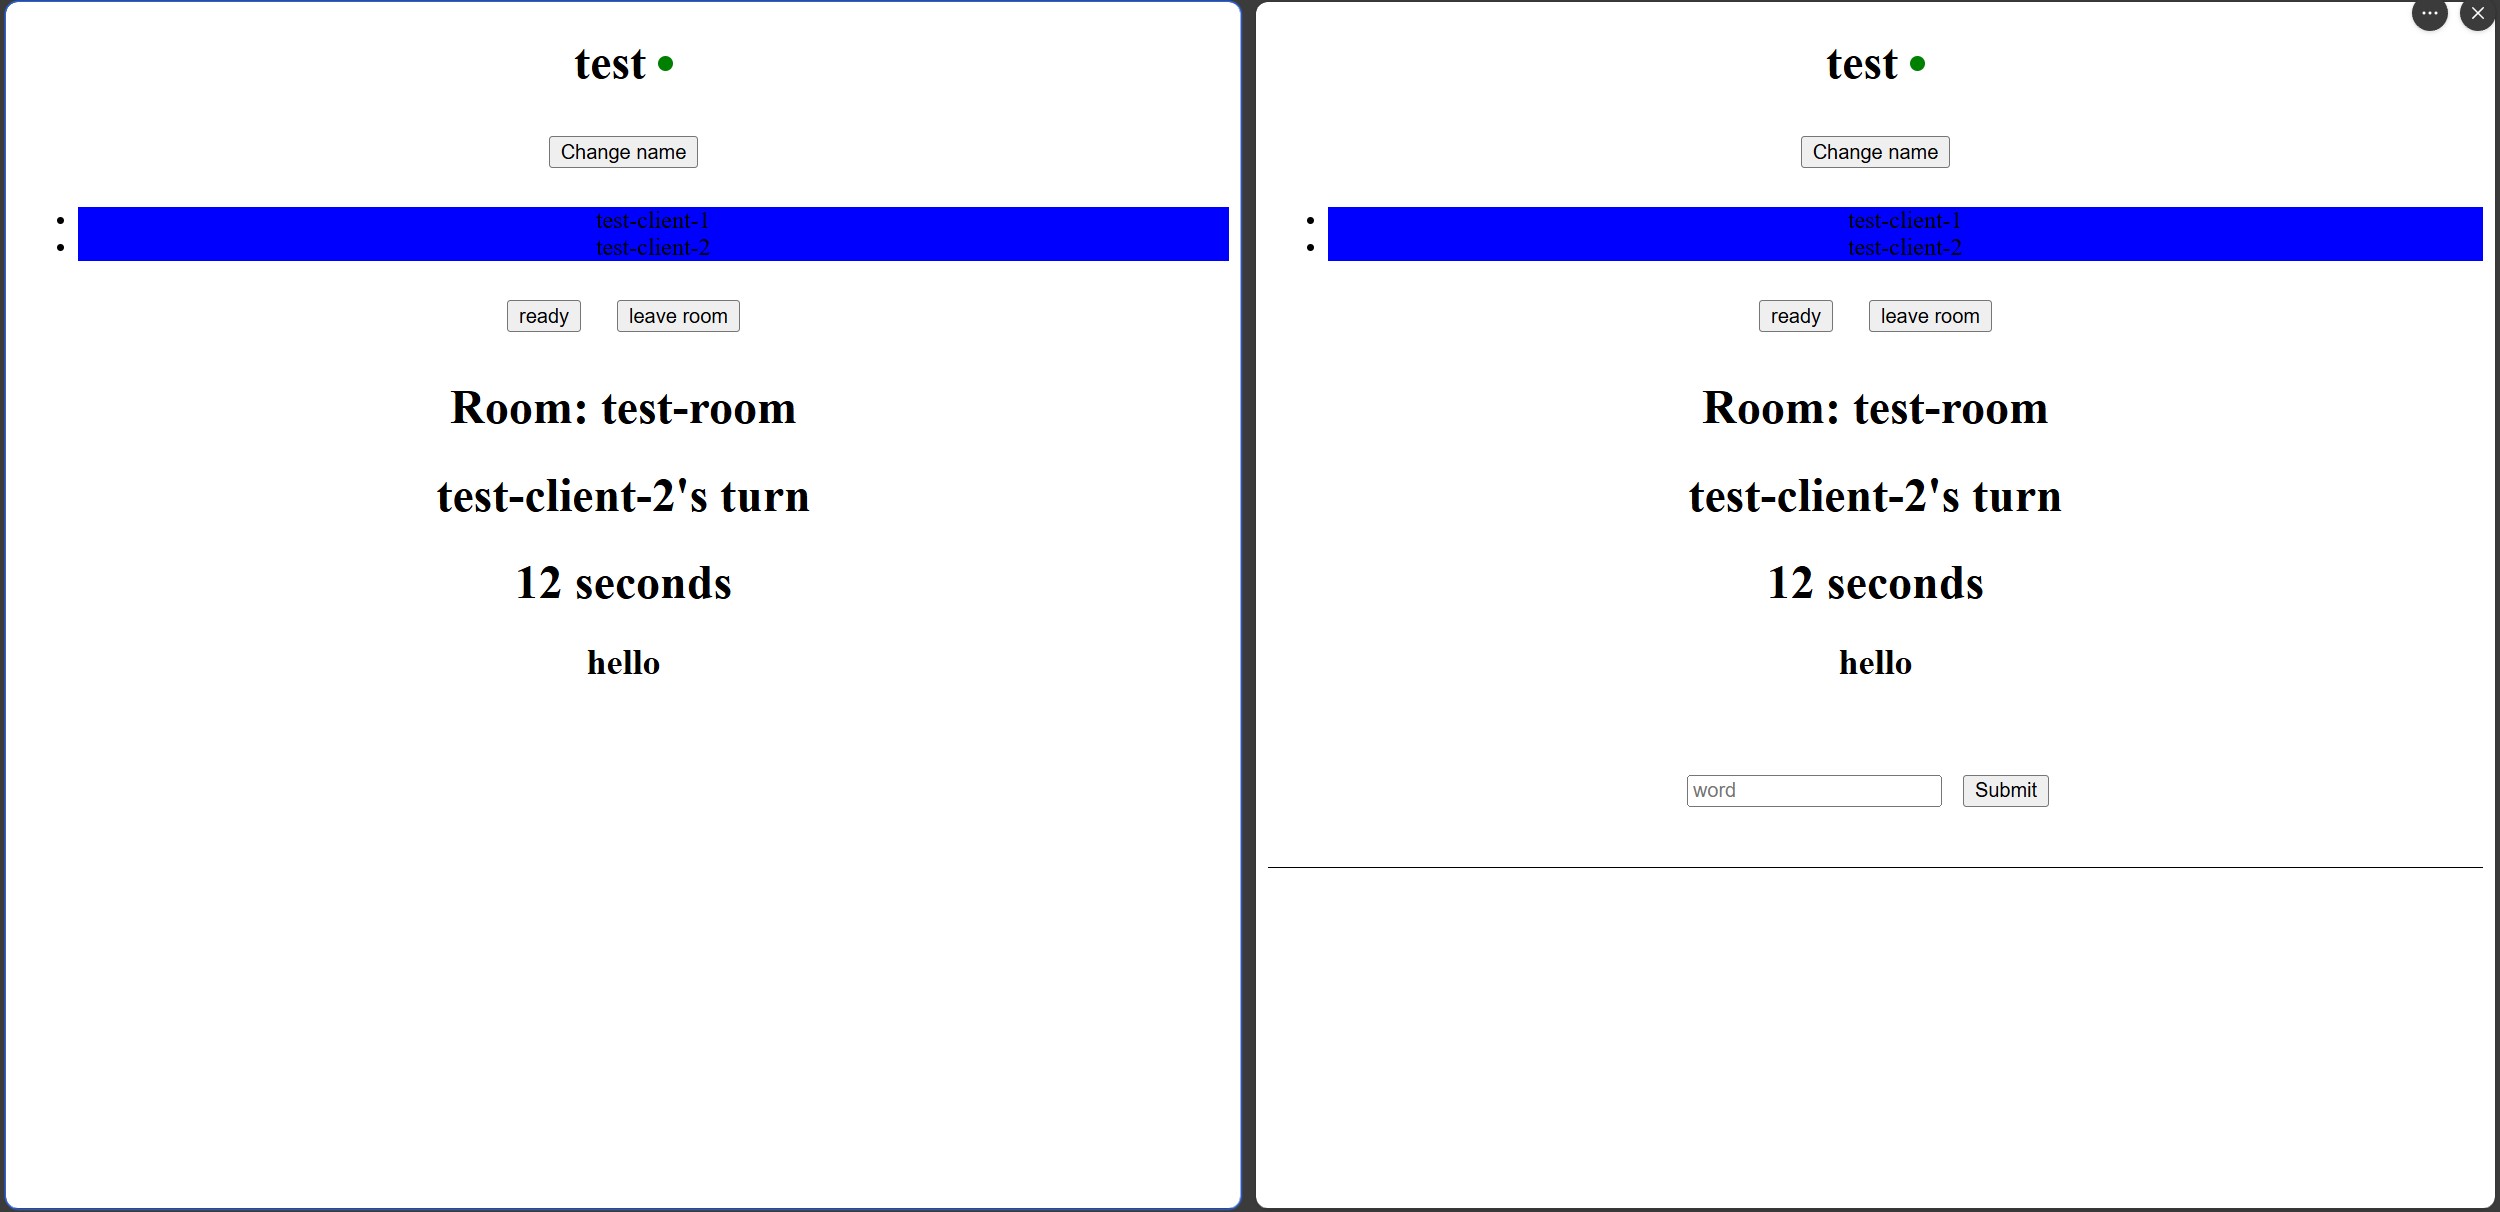 test
Change name
test-client-1
test-client-2
ready leave room
Room: test-room
test-client-2's turn
12 seconds
hello
test
Change name
test-client-1
test-client-2
ready leave room
Room: test-room
test-client-2's turn
12 seconds
hello
word Submit